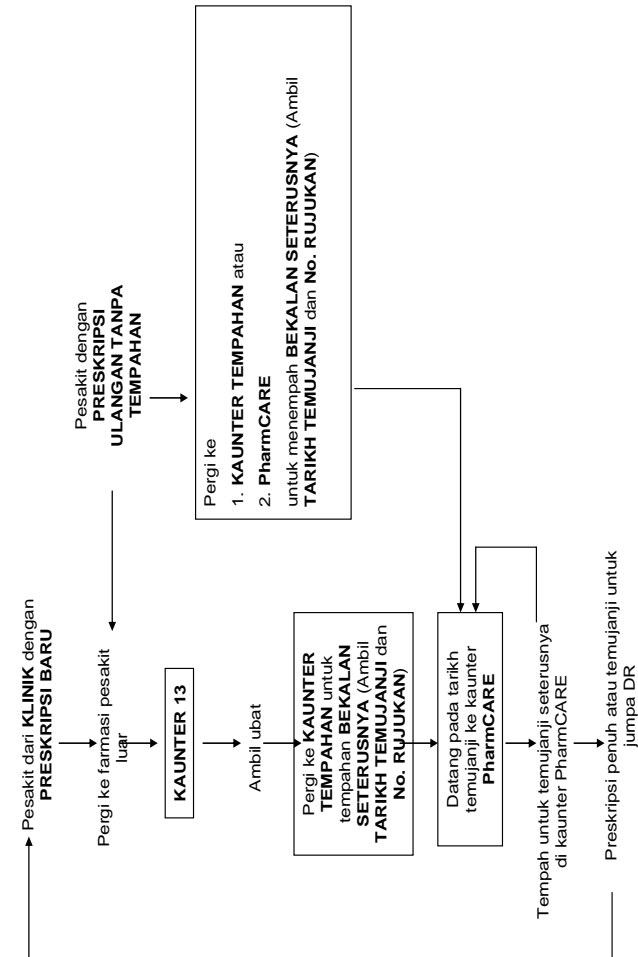 Pesakit dari KLINIK dengan
PRESKRIPSI BARU
Pergi ke farmasi pesakit
luar
KAUNTER 13
Ambil ubat
Pergi ke KAUNTER
TEMPAHAN untuk
tempahan BEKALAN
SETERUSNYA (Ambil
TARIKH TEMUJANJI dan
No. RUJUKAN)
Datang pada tarikh
temujanji ke kaunter
PharmCARE
Tempah untuk temujanji seterusnya
di kaunter PharmCARE
Preskripsi penuh atau temujanji untuk
jumpa DR
Pesakit dengan
PRESKRIPSI
ULANGAN TANPA
TEMPAHAN
Pergi ke
1. KAUNTER TEMPAHAN atau
2. PharmCARE
untuk menempah BEKALAN SETERUSNYA (Ambil
TARIKH TEMUJANJI dan No. RUJUKAN)